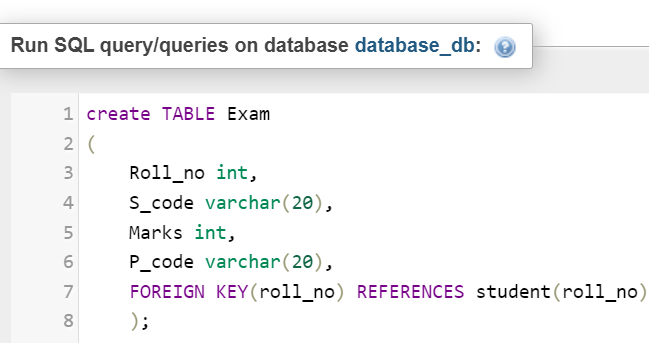 Run SQL query/queries on database database_db:
1 create TABLE Exam
2 (
3 Roll_no int,
4 S_code varchar(20),
5 Marks int,
6 P_code varchar(20),
7 FOREIGN KEY(roll_no) REFERENCES student(roll_no)
8 );